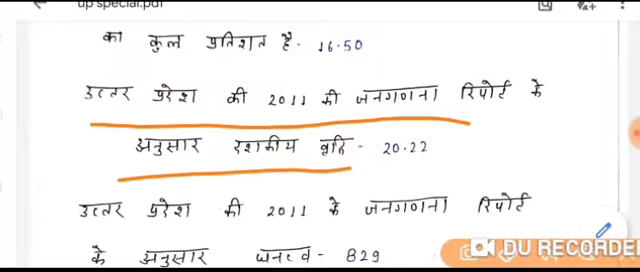 up special.pdf
का कुल प्रतिशत है. 16.50
उत्तर प्रदेश की 2011 की जनगणना रिपोर्ट के
अनुसार दशकीय वृद्धि - 20.22
उत्तर प्रदेश की 2011 के जनगणना रिपोर्ट
के अनुसार घनत्व - 829
DU RECORDER